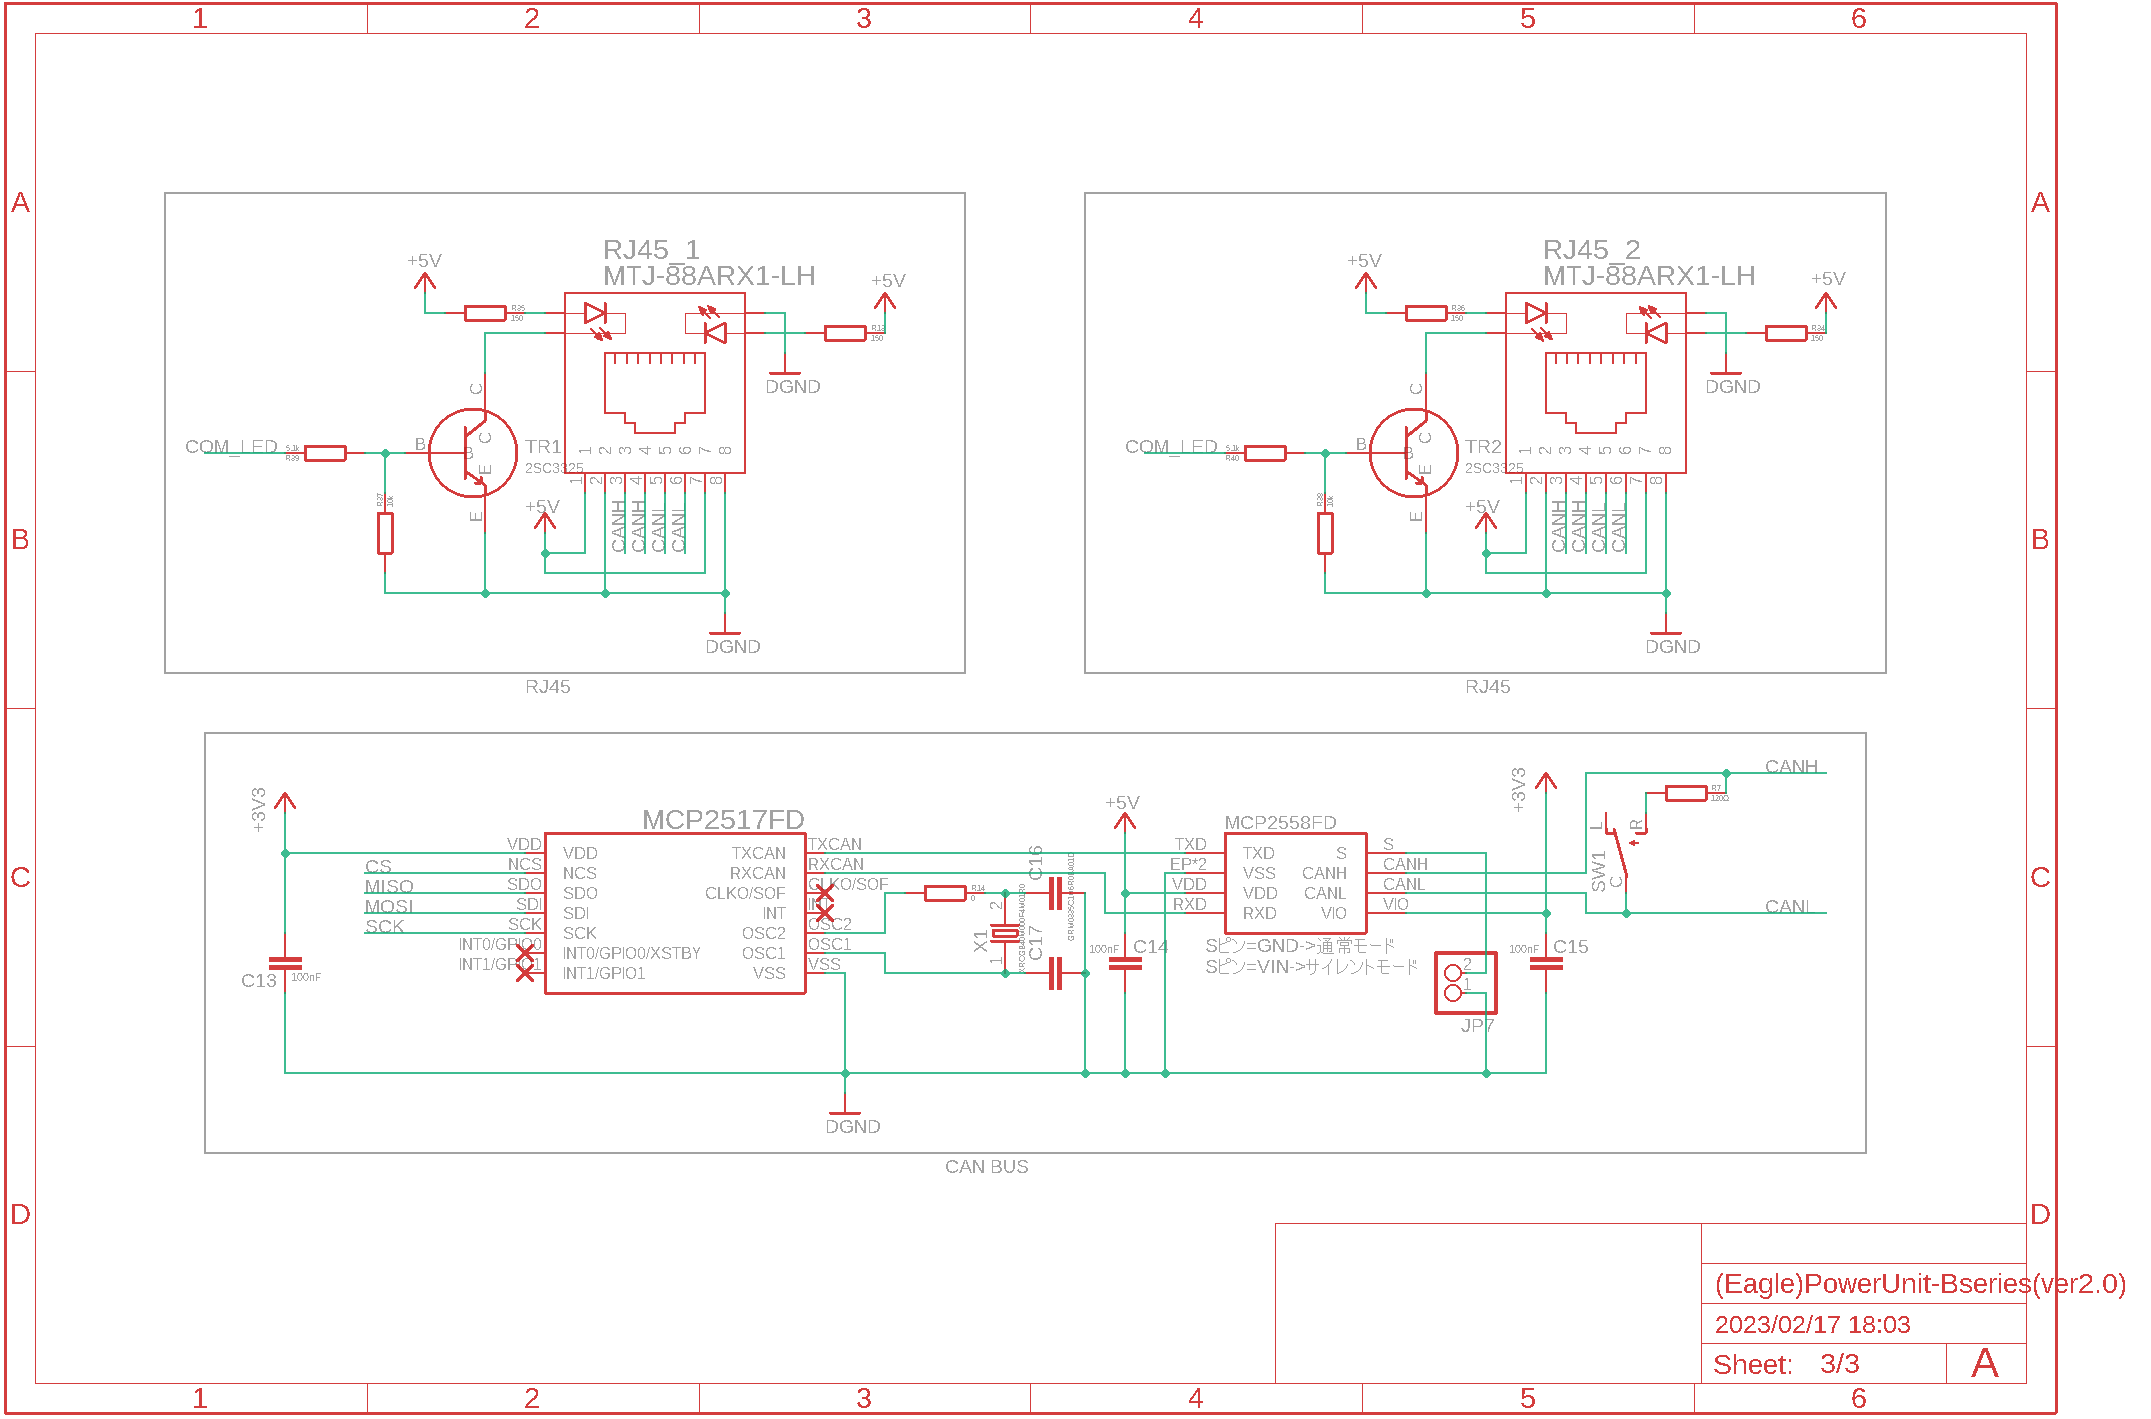 1 2 3 4 5 6
A A
RJ45_1
MTJ-88ARX1-LH
+5V
+5V
R35
150
150
DGND
COM_LED
5.1k
R39
B
C
C
B
E
E
TR1
2SC3325
1 2 3 4 5 6 7 8
1 2 3 4 5 6 7 8
R37
10k
+5V
CANH
CANH
CANL
CANL
DGND
RJ45
RJ45_2
MTJ-88ARX1-LH
+5V
+5V
R36
150
R34
150
DGND
COM_LED
5.1k
R40
B
C
C
B
E
E
TR2
2SC3325
1 2 3 4 5 6 7 8
1 2 3 4 5 6 7 8
R38
10k
+5V
CANH
CANH
CANL
CANL
DGND
RJ45
B B
+3V3
MCP2517FD
VDD VDD TXCAN TXCAN
CS NCS NCS RXCAN RXCAN
MISO SDO SDO CLKO/SOF CLKO/SOF
MOSI SDI SDI INT INT
SCK SCK SCK OSC2 OSC2
INT0/GPIO0 INT0/GPIO0/XSTBY OSC1 OSC1
INT1/GPIO1 INT1/GPIO1 VSS VSS
C13
100nF
R14
0
X1
2
1
C16
C17
+5V
100nF
C14
MCP2558FD
TXD TXD S S
EP*2 VSS CANH CANH
VDD VDD CANL CANL
RXD RXD VIO VIO
Sピン=GND->通常モード
Sピン=VIN->サイレントモード
2
1
JP7
+3V3
100nF
C15
CANH
R7
120Ω
L
R
SW1
C
CANL
DGND
CAN BUS
C C
D D
(Eagle)PowerUnit-Bseries(ver2.0)
2023/02/17 18:03
Sheet: 3/3
A
1 2 3 4 5 6